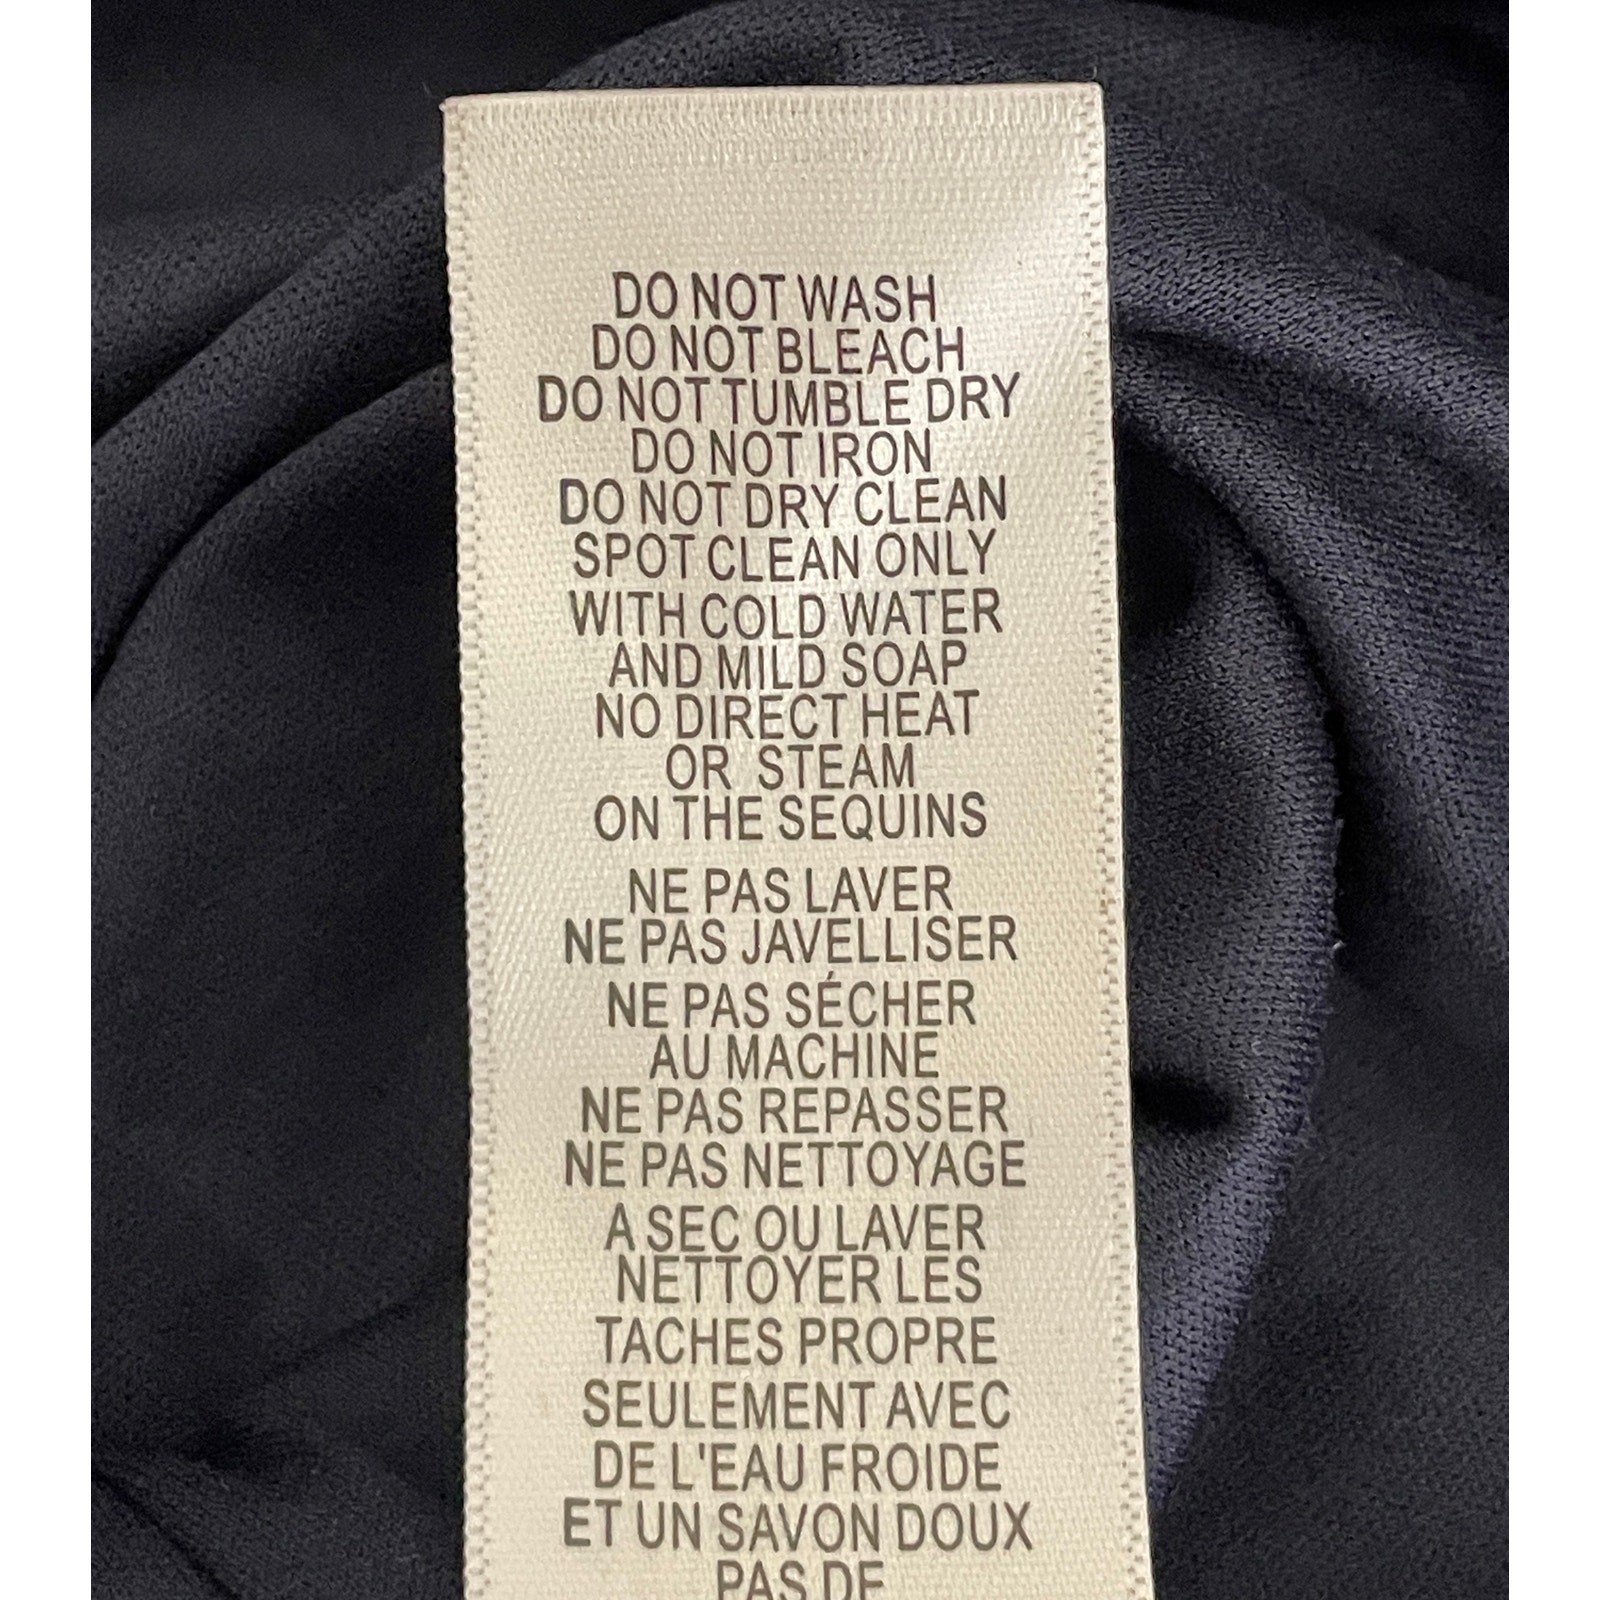 DO NOT WASH
DO NOT BLEACH
DO NOT TUMBLE DRY
DO NOT IRON
DO NOT DRY CLEAN
SPOT CLEAN ONLY
WITH COLD WATER
AND MILD SOAP
NO DIRECT HEAT
OR STEAM
ON THE SEQUINS
NE PAS LAVER
NE PAS JAVELLISER
NE PAS SÉCHER
AU MACHINE
NE PAS REPASSER
NE PAS NETTOYAGE
A SEC OU LAVER
NETTOYER LES
TACHES PROPRE
SEULEMENT AVEC
DE L'EAU FROIDE
ET UN SAVON DOUX
PAS DE